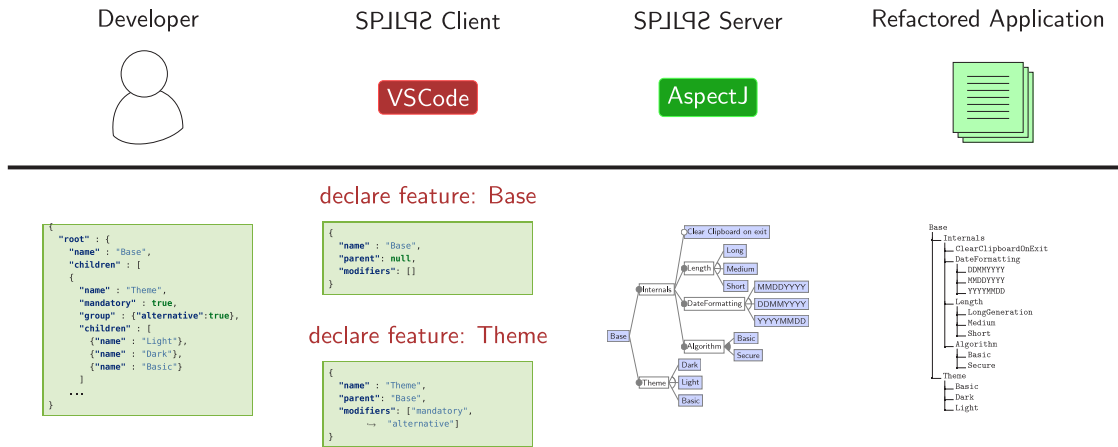 Developer
SPLLPS Client
SPLLPS Server
Refactored Application
VSCode
AspectJ
{
"root" : {
"name" : "Base",
"children" : [
{
"name" : "Theme",
"mandatory" : true,
"group" : {"alternative":true},
"children" : [
{"name" : "Light"},
{"name" : "Dark"},
{"name" : "Basic"}
]
...
}
declare feature: Base
{
"name" : "Base",
"parent": null,
"modifiers": []
}
declare feature: Theme
{
"name" : "Theme",
"parent": "Base",
"modifiers": ["mandatory",
↪ "alternative"]
}
Clear Clipboard on exit
Long
Length
Medium
Short
Internals
MMDDYYYY
DateFormatting
DDMMYYYY
YYYYMMDD
Base
Basic
Algorithm
Secure
Dark
Theme
Light
Basic
Base
Internals
ClearClipboardOnExit
DateFormatting
DDMMYYYY
MMDDYYYY
YYYYMMDD
Length
LongGeneration
Medium
Short
Algorithm
Basic
Secure
Theme
Basic
Dark
Light